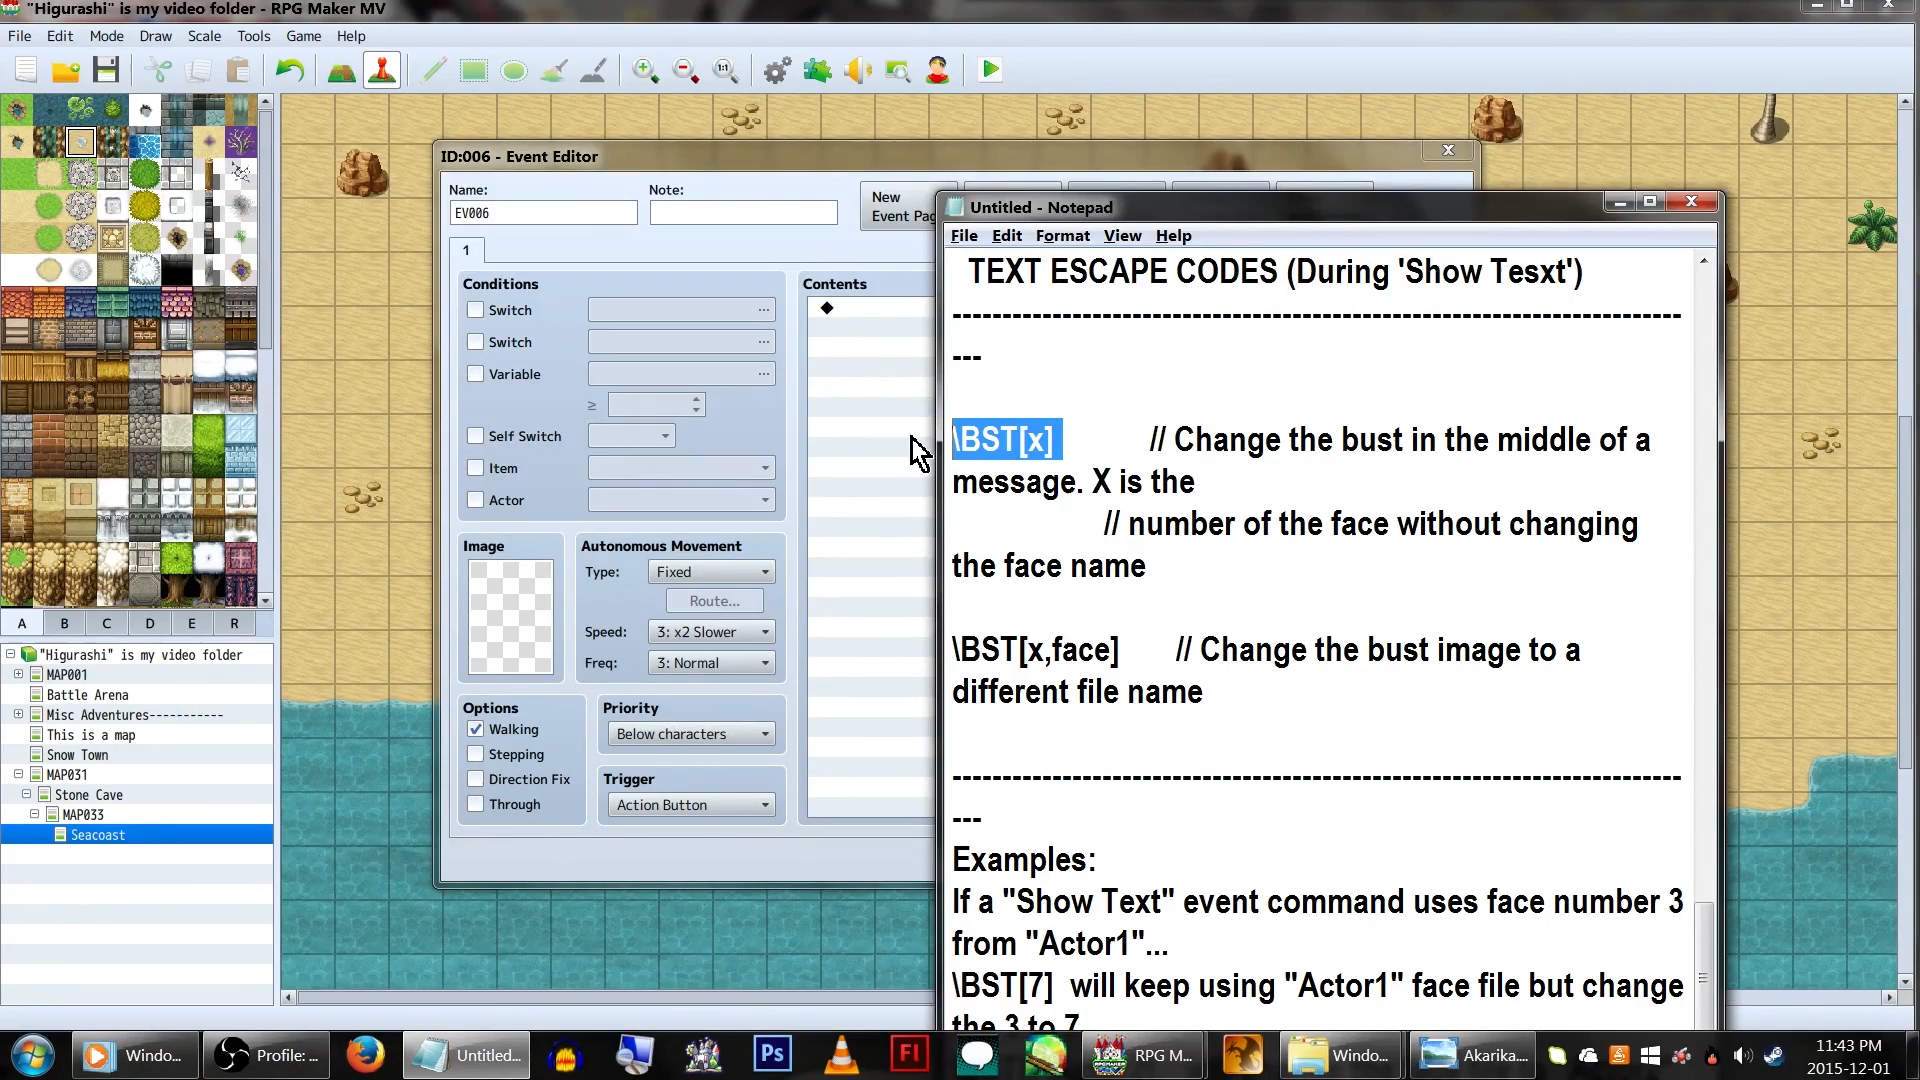 "Higurashi" is my video folder - RPG Maker MV
File Edit Mode Draw Scale Tools Game Help
1:1
ID:006 - Event Editor
Name:
Note:
EV006
New
Event Pag
1
Conditions
Switch
Switch
Variable
≥
Self Switch
Item
Actor
Contents
Image
Autonomous Movement
Type: Fixed
Route...
Speed: 3: x2 Slower
Freq: 3: Normal
Options
Walking
Stepping
Direction Fix
Through
Priority
Below characters
Trigger
Action Button
Untitled - Notepad
File Edit Format View Help
TEXT ESCAPE CODES (During 'Show Tesxt')
-------------------------------------------------------------------------
---
\BST[x] // Change the bust in the middle of a
message. X is the
// number of the face without changing
the face name
\BST[x,face] // Change the bust image to a
different file name
-------------------------------------------------------------------------
---
Examples:
If a "Show Text" event command uses face number 3
from "Actor1"...
\BST[7] will keep using "Actor1" face file but change
the 3 to 7
A B C D E R
"Higurashi" is my video folder
MAP001
Battle Arena
Misc Adventures-----------
This is a map
Snow Town
MAP031
Stone Cave
MAP033
Seacoast
Windo...
Profile: ...
Untitled...
Ps
Fl
RPG M...
Windo...
Akarika...
11:43 PM
2015-12-01